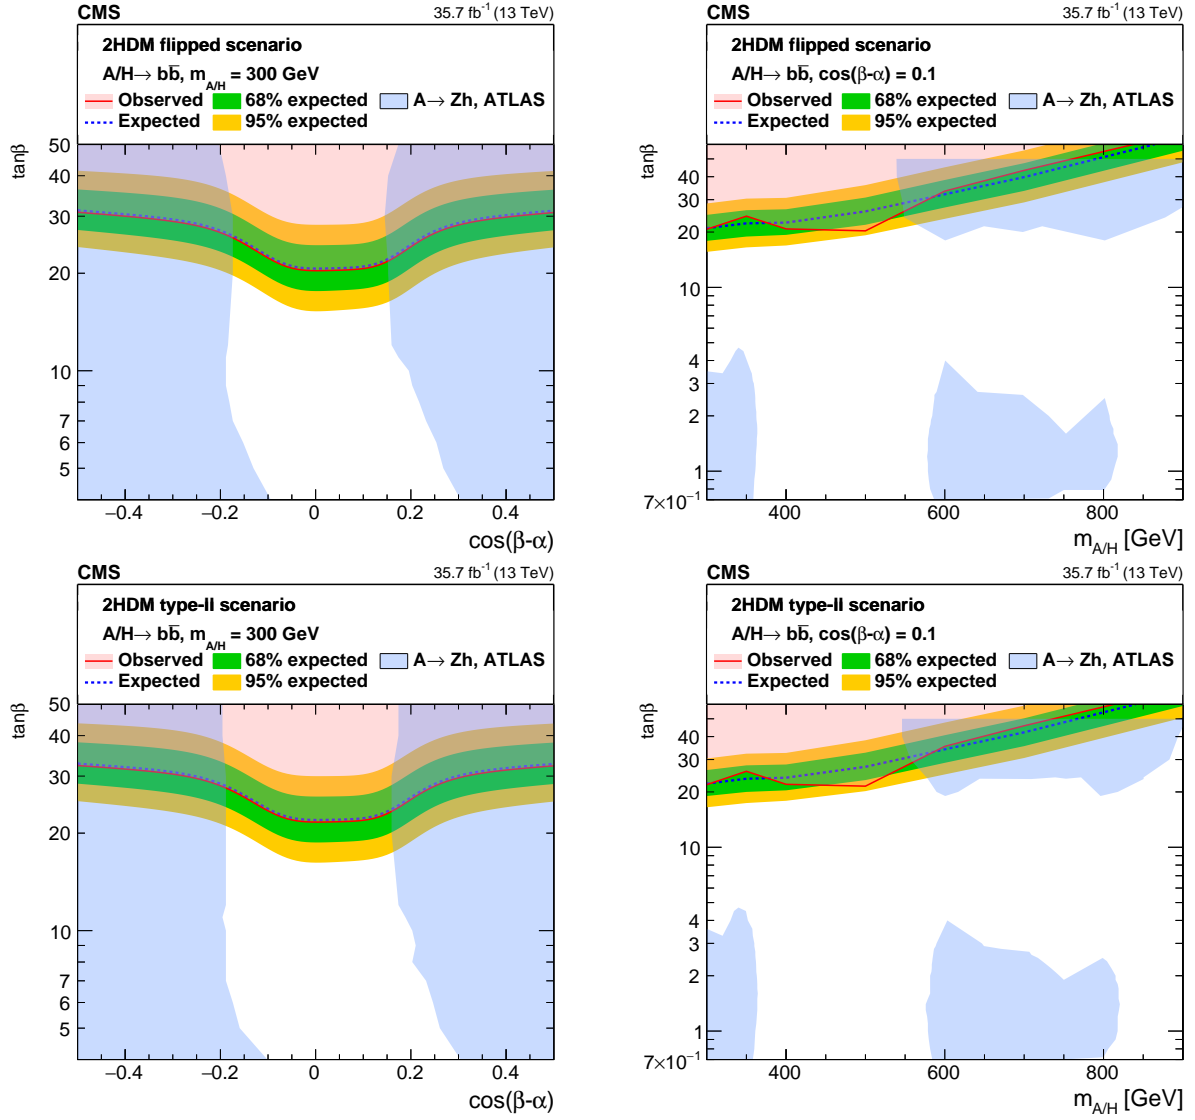 CMS 35.7 fb⁻¹ (13 TeV)
2HDM flipped scenario
A/H→ bb̅, m_A/H = 300 GeV
Observed 68% expected A→ Zh, ATLAS
Expected 95% expected
tanβ
50
40
30
20
10
7
6
5
−0.4 −0.2 0 0.2 0.4
cos(β-α)
CMS 35.7 fb⁻¹ (13 TeV)
2HDM flipped scenario
A/H→ bb̅, cos(β-α) = 0.1
Observed 68% expected A→ Zh, ATLAS
Expected 95% expected
tanβ
40
30
20
10
4
3
2
1
7×10⁻¹
400 600 800
m_A/H [GeV]
CMS 35.7 fb⁻¹ (13 TeV)
2HDM type-II scenario
A/H→ bb̅, m_A/H = 300 GeV
Observed 68% expected A→ Zh, ATLAS
Expected 95% expected
tanβ
50
40
30
20
10
7
6
5
−0.4 −0.2 0 0.2 0.4
cos(β-α)
CMS 35.7 fb⁻¹ (13 TeV)
2HDM type-II scenario
A/H→ bb̅, cos(β-α) = 0.1
Observed 68% expected A→ Zh, ATLAS
Expected 95% expected
tanβ
40
30
20
10
4
3
2
1
7×10⁻¹
400 600 800
m_A/H [GeV]